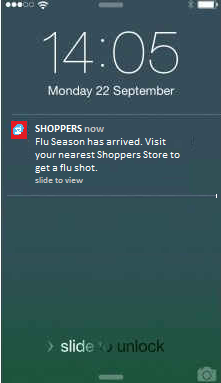 14:05
Monday 22 September
SHOPPERS now
Flu Season has arrived. Visit
your nearest Shoppers Store to
get a flu shot.
slide to view
slide to unlock